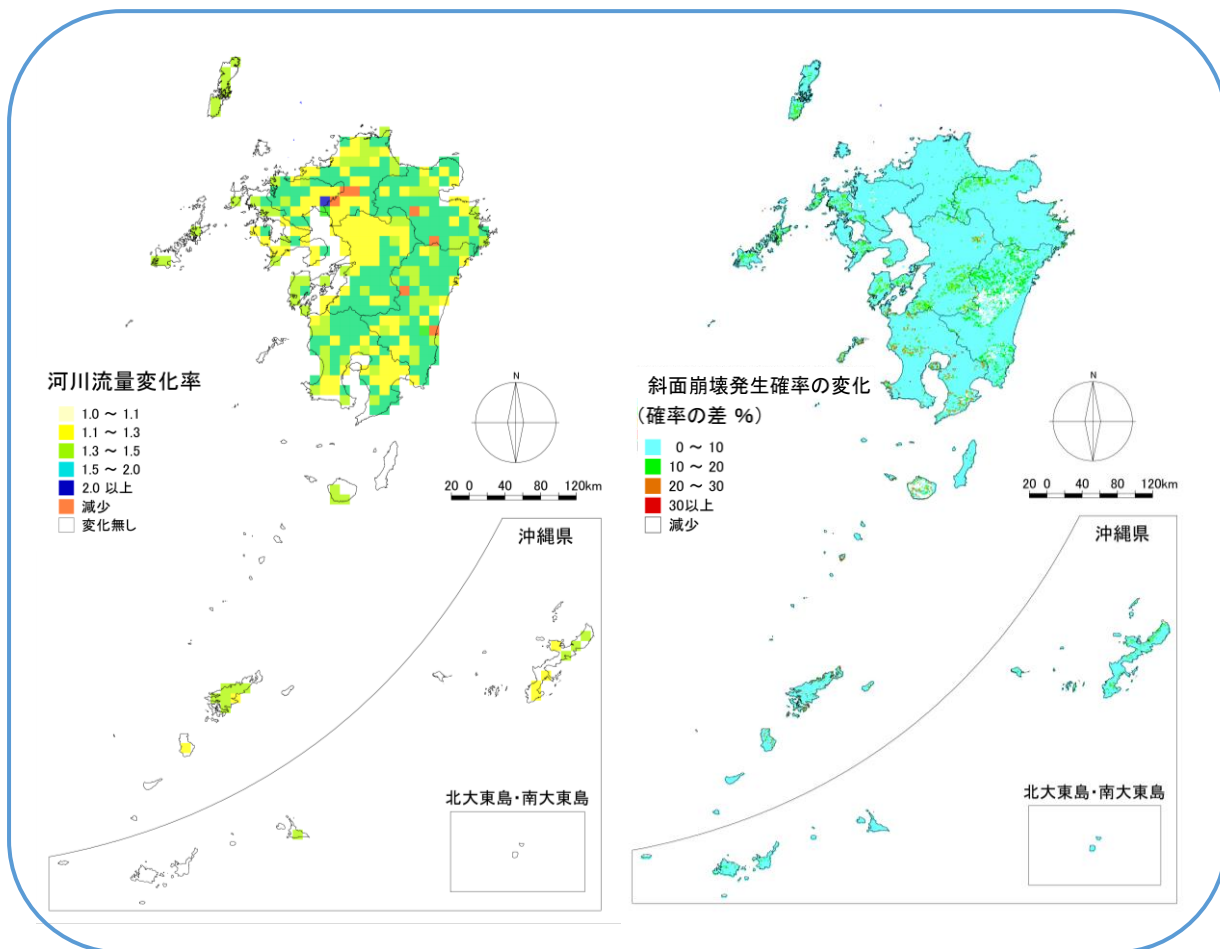 河川流量変化率
1.0 ～ 1.1
1.1 ～ 1.3
1.3 ～ 1.5
1.5 ～ 2.0
2.0 以上
減少
変化無し
N
20 0 20 40 80 120km
沖縄県
北大東島・南大東島
斜面崩壊発生確率の変化
(確率の差 %)
0 ～ 10
10 ～ 20
20 ～ 30
30以上
減少
N
20 0 20 40 80 120km
沖縄県
北大東島・南大東島